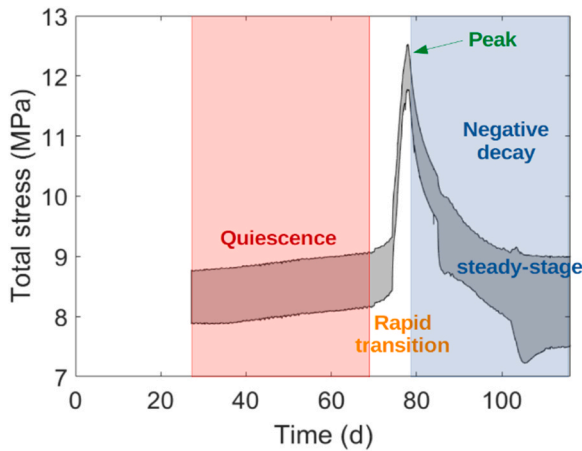 13
12
11
10
9
8
7
Total stress (MPa)
Peak
Negative
decay
Quiescence
steady-stage
Rapid
transition
0
20
40
60
80
100
Time (d)